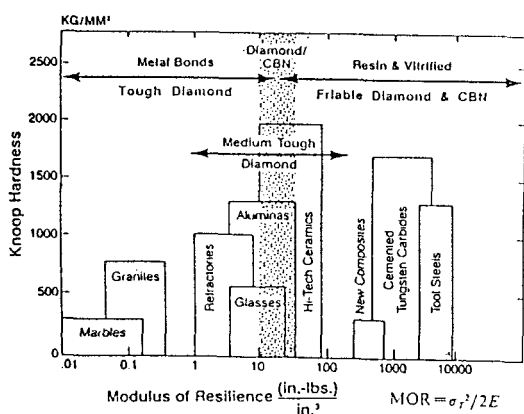 KG/MM²
2750
2500
2000
1750
1500
1000
500
0
Knoop Hardness
Metal Bonds
Tough Diamond
Diamond/
CBN
Resin & Vitrified
Friable Diamond & CBN
Medium Tough
Diamond
Marbles
Granites
Refractories
Aluminas
Glasses
Hi-Tech Ceramics
New Composites
Cemented
Tungsten Carbides
Tool Steels
.01 0.1 1 10 100 1000 10000
Modulus of Resilience (in.-lbs.)
in.³
MOR=σᵣ²/2E